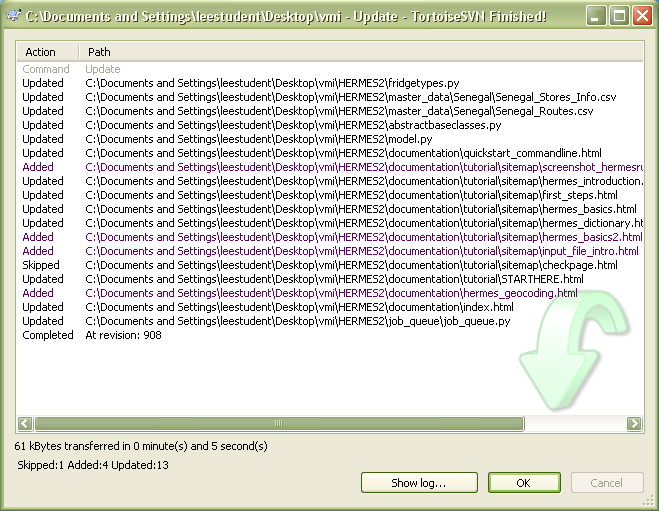 C:\Documents and Settings\leestudent\Desktop\vmi - Update - TortoiseSVN Finished!
Action Path
Command Update
Updated C:\Documents and Settings\leestudent\Desktop\vmi\HERMES2\fridgetypes.py
Updated C:\Documents and Settings\leestudent\Desktop\vmi\HERMES2\master_data\Senegal\Senegal_Stores_Info.csv
Updated C:\Documents and Settings\leestudent\Desktop\vmi\HERMES2\master_data\Senegal\Senegal_Routes.csv
Updated C:\Documents and Settings\leestudent\Desktop\vmi\HERMES2\abstractbaseclasses.py
Updated C:\Documents and Settings\leestudent\Desktop\vmi\HERMES2\model.py
Updated C:\Documents and Settings\leestudent\Desktop\vmi\HERMES2\documentation\quickstart_commandline.html
Added C:\Documents and Settings\leestudent\Desktop\vmi\HERMES2\documentation\tutorial\sitemap\screenshot_hermesru
Updated C:\Documents and Settings\leestudent\Desktop\vmi\HERMES2\documentation\tutorial\sitemap\hermes_introduction.
Updated C:\Documents and Settings\leestudent\Desktop\vmi\HERMES2\documentation\tutorial\sitemap\first_steps.html
Updated C:\Documents and Settings\leestudent\Desktop\vmi\HERMES2\documentation\tutorial\sitemap\hermes_basics.html
Updated C:\Documents and Settings\leestudent\Desktop\vmi\HERMES2\documentation\tutorial\sitemap\hermes_dictionary.ht
Added C:\Documents and Settings\leestudent\Desktop\vmi\HERMES2\documentation\tutorial\sitemap\hermes_basics2.html
Added C:\Documents and Settings\leestudent\Desktop\vmi\HERMES2\documentation\tutorial\sitemap\input_file_intro.html
Skipped C:\Documents and Settings\leestudent\Desktop\vmi\HERMES2\documentation\tutorial\sitemap\checkpage.html
Updated C:\Documents and Settings\leestudent\Desktop\vmi\HERMES2\documentation\tutorial\STARTHERE.html
Added C:\Documents and Settings\leestudent\Desktop\vmi\HERMES2\documentation\hermes_geocoding.html
Updated C:\Documents and Settings\leestudent\Desktop\vmi\HERMES2\documentation\index.html
Updated C:\Documents and Settings\leestudent\Desktop\vmi\HERMES2\job_queue\job_queue.py
Completed At revision: 908
61 kBytes transferred in 0 minute(s) and 5 second(s)
Skipped:1 Added:4 Updated:13
Show log... OK Cancel